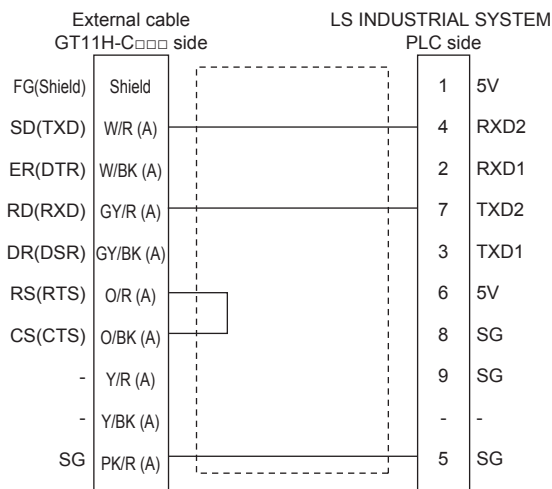 External cable GT11H-C□□□ side
LS INDUSTRIAL SYSTEM PLC side
FG(Shield) Shield 1 5V
SD(TXD) W/R (A) 4 RXD2
ER(DTR) W/BK (A) 2 RXD1
RD(RXD) GY/R (A) 7 TXD2
DR(DSR) GY/BK (A) 3 TXD1
RS(RTS) O/R (A) 6 5V
CS(CTS) O/BK (A) 8 SG
- Y/R (A) 9 SG
- Y/BK (A) - -
SG PK/R (A) 5 SG